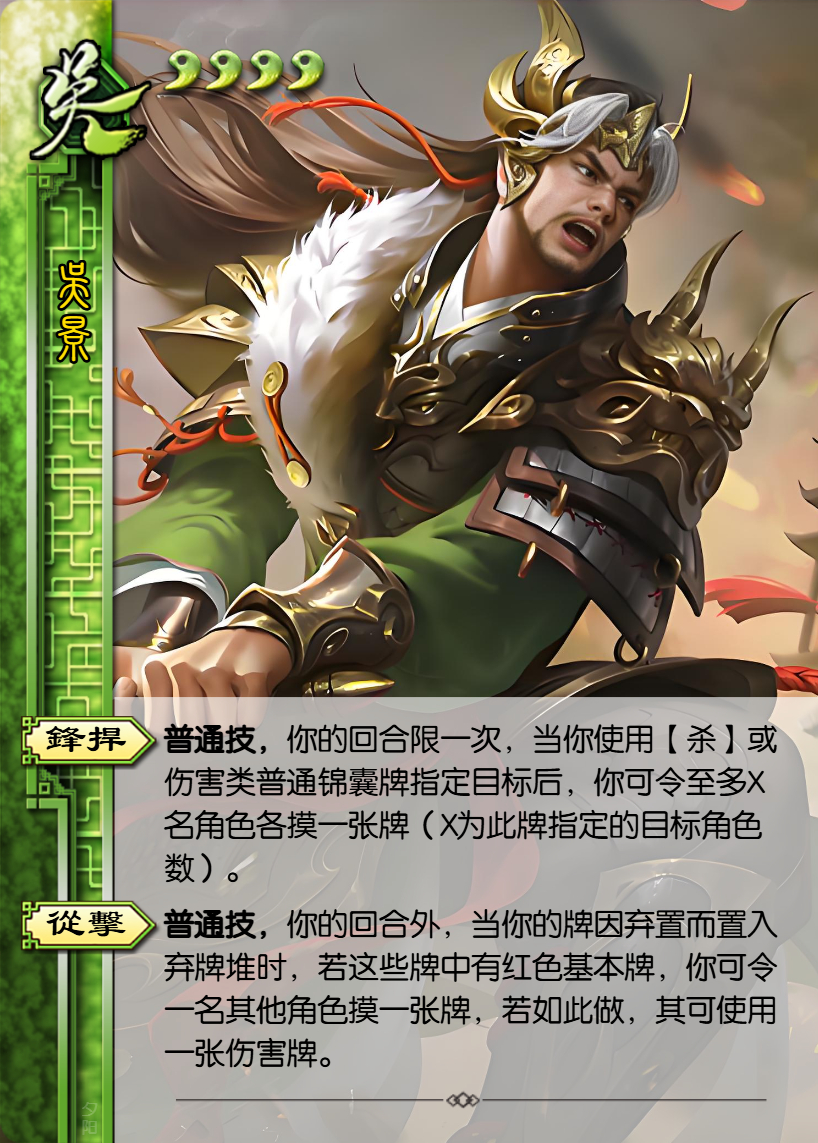 吳
吳景
鋒捍
普通技，你的回合限一次，当你使用【杀】或
伤害类普通锦囊牌指定目标后，你可令至多X
名角色各摸一张牌（X为此牌指定的目标角色
数）。
從擊
普通技，你的回合外，当你的牌因弃置而置入
弃牌堆时，若这些牌中有红色基本牌，你可令
一名其他角色摸一张牌，若如此做，其可使用
一张伤害牌。
夕阳